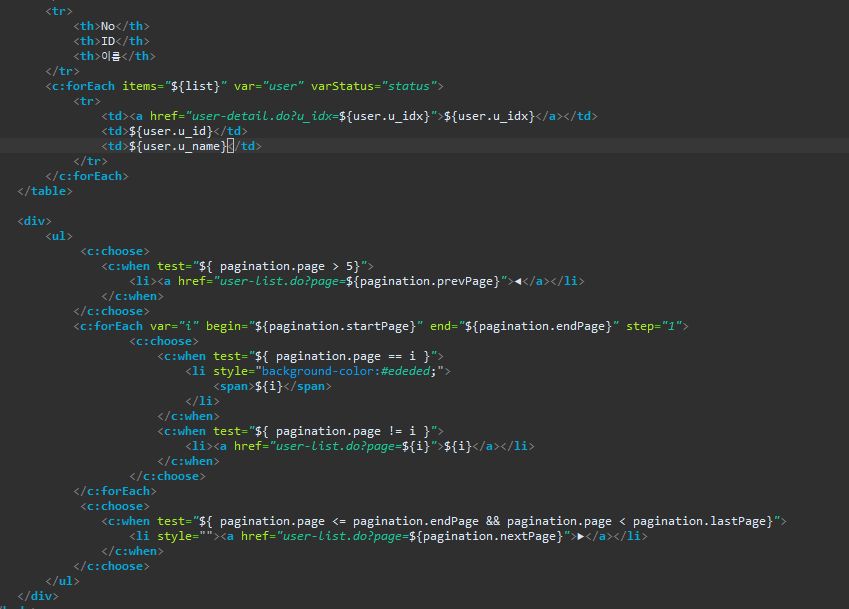 <tr>
<th>No</th>
<th>ID</th>
<th>이름</th>
</tr>
<c:forEach items="${list}" var="user" varStatus="status">
<tr>
<td><a href="user-detail.do?u_idx=${user.u_idx}">${user.u_idx}</a></td>
<td>${user.u_id}</td>
<td>${user.u_name}</td>
</tr>
</c:forEach>
</table>
<div>
<ul>
<c:choose>
<c:when test="${ pagination.page > 5}">
<li><a href="user-list.do?page=${pagination.prevPage}">◀</a></li>
</c:when>
</c:choose>
<c:forEach var="i" begin="${pagination.startPage}" end="${pagination.endPage}" step="1">
<c:choose>
<c:when test="${ pagination.page == i }">
<li style="background-color:#ededed;">
<span>${i}</span>
</li>
</c:when>
<c:when test="${ pagination.page != i }">
<li><a href="user-list.do?page=${i}">${i}</a></li>
</c:when>
</c:choose>
</c:forEach>
<c:choose>
<c:when test="${ pagination.page <= pagination.endPage && pagination.page < pagination.lastPage}">
<li style=""><a href="user-list.do?page=${pagination.nextPage}">▶</a></li>
</c:when>
</c:choose>
</ul>
</div>